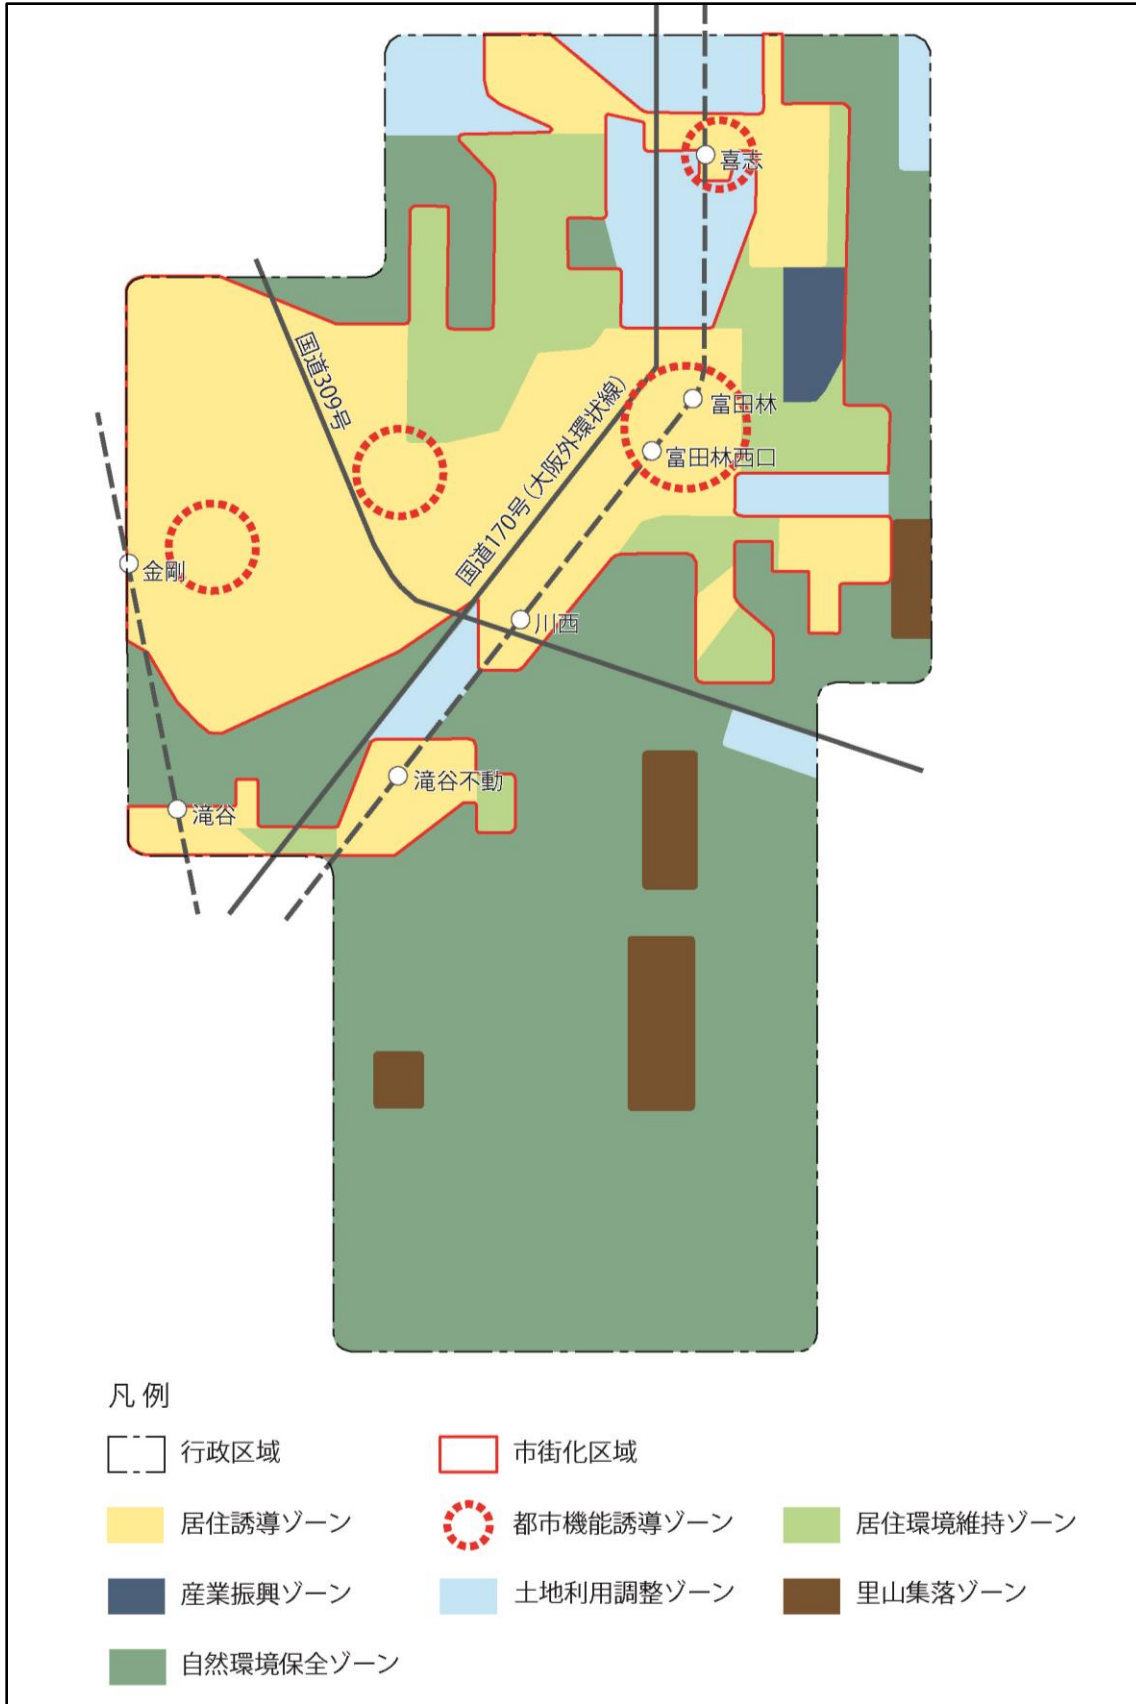 喜志
国道309号
国道170号（大阪外環状線）
富田林
富田林西口
金剛
川西
滝谷不動
滝谷
凡 例
行政区域
市街化区域
居住誘導ゾーン
都市機能誘導ゾーン
居住環境維持ゾーン
産業振興ゾーン
土地利用調整ゾーン
里山集落ゾーン
自然環境保全ゾーン